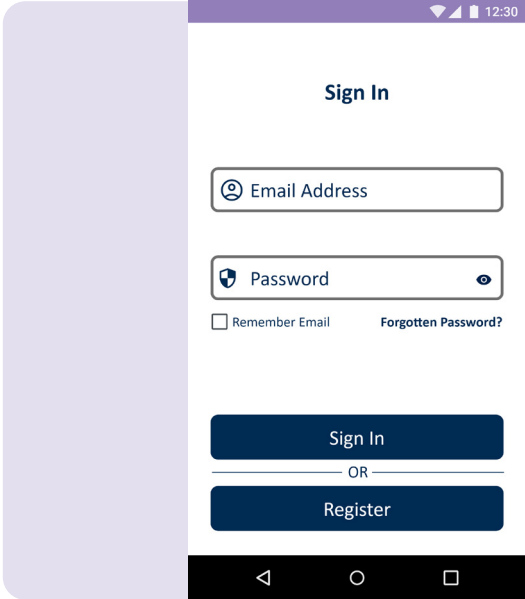 12:30
Sign In
Email Address
Password
Remember Email Forgotten Password?
Sign In
OR
Register